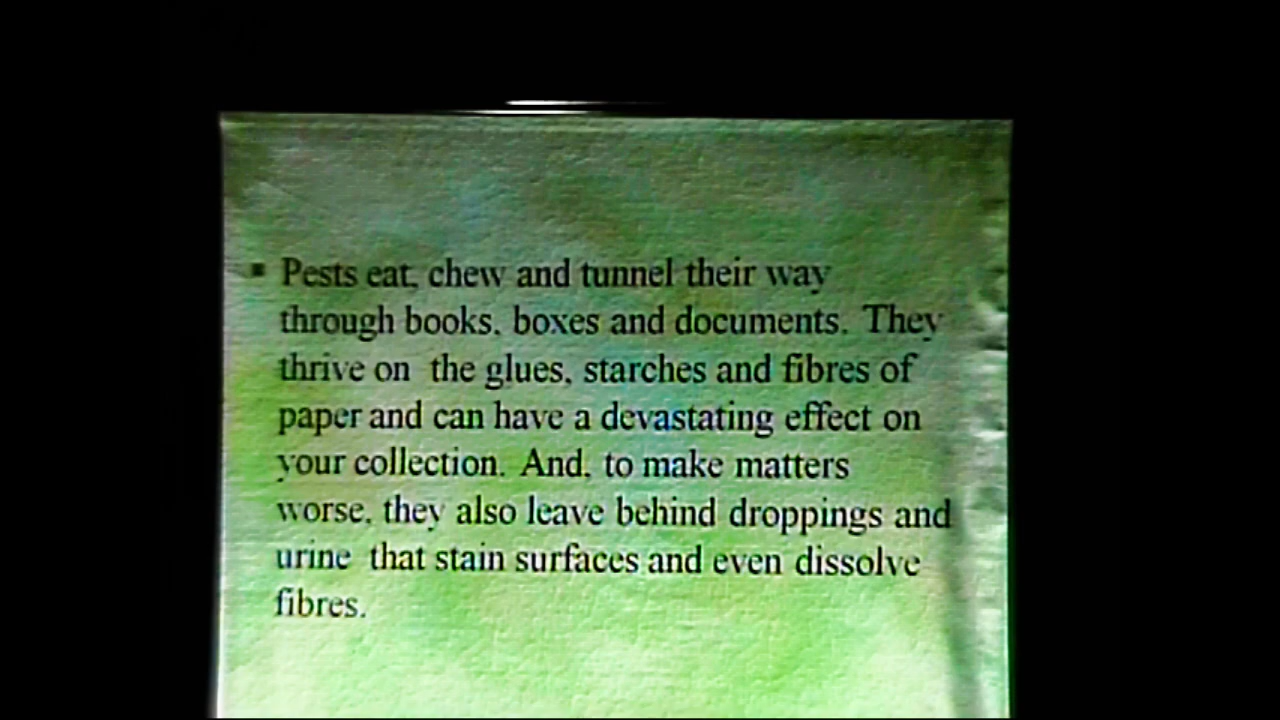 ▪ Pests eat, chew and tunnel their way
through books, boxes and documents. They
thrive on the glues, starches and fibres of
paper and can have a devastating effect on
your collection. And, to make matters
worse, they also leave behind droppings and
urine that stain surfaces and even dissolve
fibres.